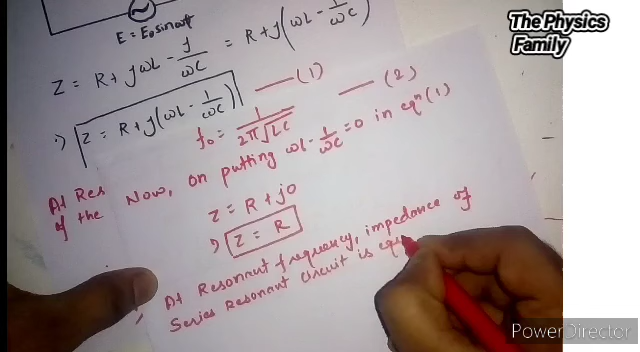 The Physics
Family
E = E₀sinωt
Z = R + jωL - j/ωC = R + j(ωL - 1/ωC)
∴) Z = R + j(ωL - 1/ωC) — (1)
f₀ = 1/2π√LC — (2)
At Res
of the
Now, on putting ωL - 1/ωC = 0 in eqⁿ (1)
Z = R + j0
⇒) Z = R
At Resonant frequency, impedance of
Series Resonant Circuit is equ
PowerDirector